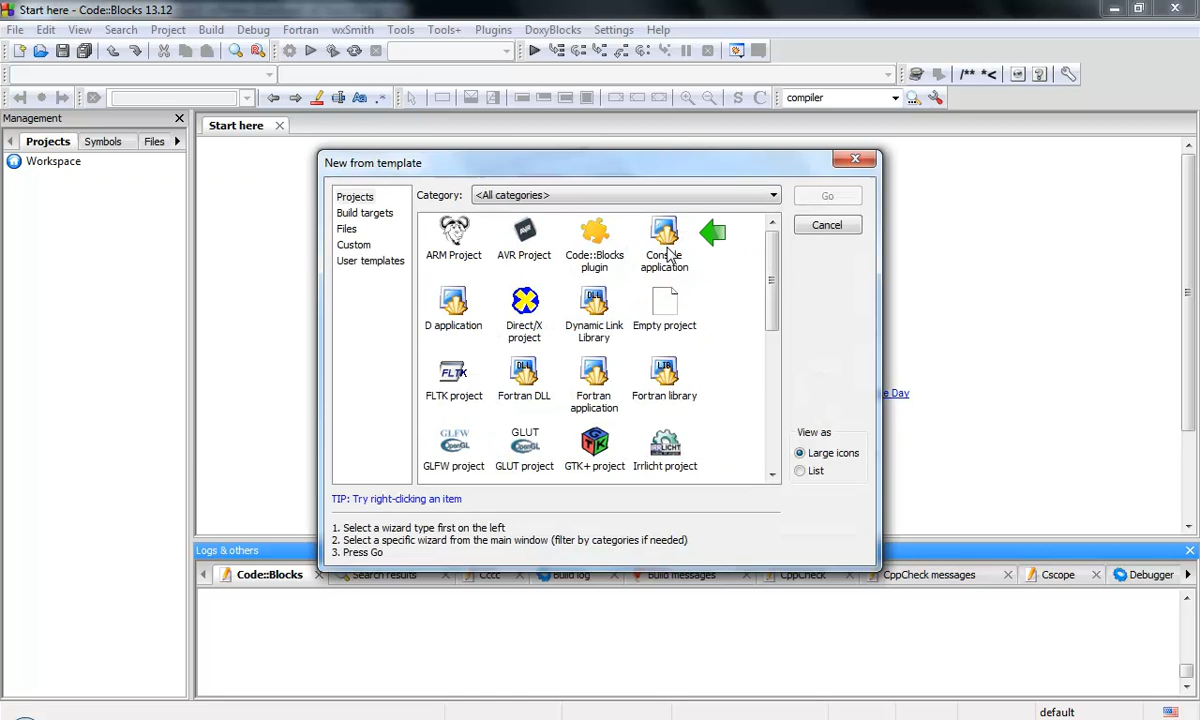 Start here - Code::Blocks 13.12
File Edit View Search Project Build Debug Fortran wxSmith Tools Tools+ Plugins DoxyBlocks Settings Help
/** *<
S C compiler
Management
Start here
Projects Symbols Files
Workspace
New from template
Projects
Build targets
Files
Custom
User templates
Category: <All categories>
Go
Cancel
ARM Project
AVR Project
Code::Blocks
plugin
Console
application
D application
Direct/X
project
Dynamic Link
Library
Empty project
FLTK project
Fortran DLL
Fortran
application
Fortran library
GLFW project
GLUT project
GTK+ project
Irrlicht project
View as
Large icons
List
TIP: Try right-clicking an item
1. Select a wizard type first on the left
2. Select a specific wizard from the main window (filter by categories if needed)
3. Press Go
e Day
Logs & others
Code::Blocks Search results Cccc Build log Build messages CppCheck CppCheck messages Cscope Debugger
default